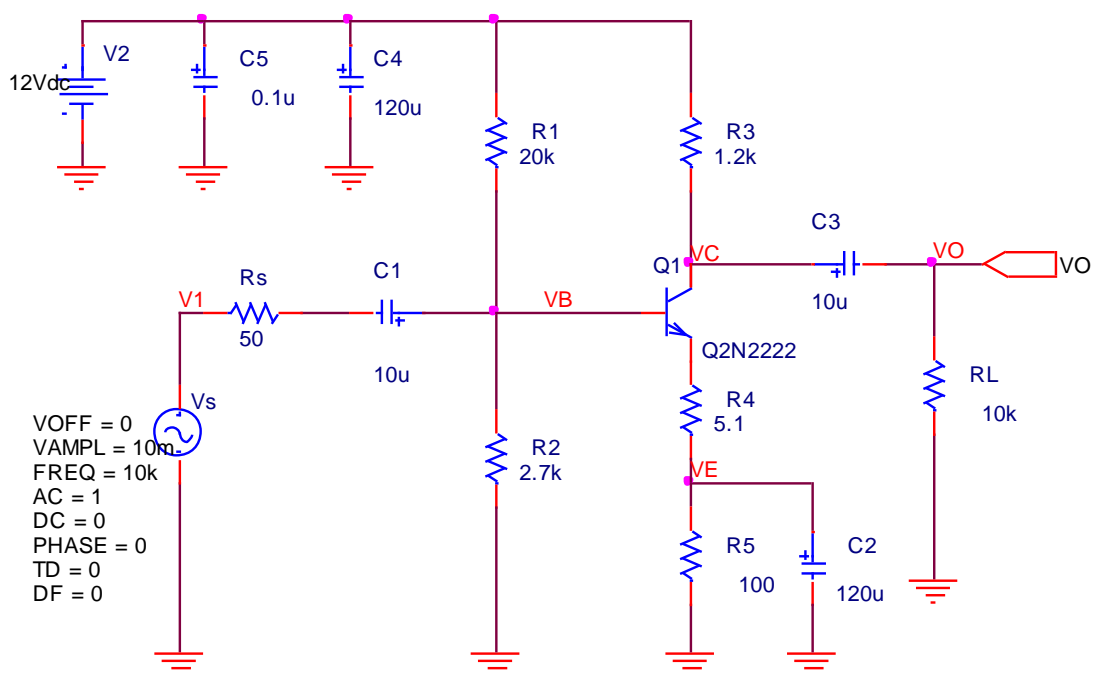 V2
12Vdc
C5
0.1u
C4
120u
R1
20k
R3
1.2k
C3
10u
VC
VO
VO
Q1
Q2N2222
Rs
50
C1
10u
V1
VB
Vs
VOFF = 0
VAMPL = 10m
FREQ = 10k
AC = 1
DC = 0
PHASE = 0
TD = 0
DF = 0
R2
2.7k
R4
5.1
VE
R5
100
C2
120u
RL
10k